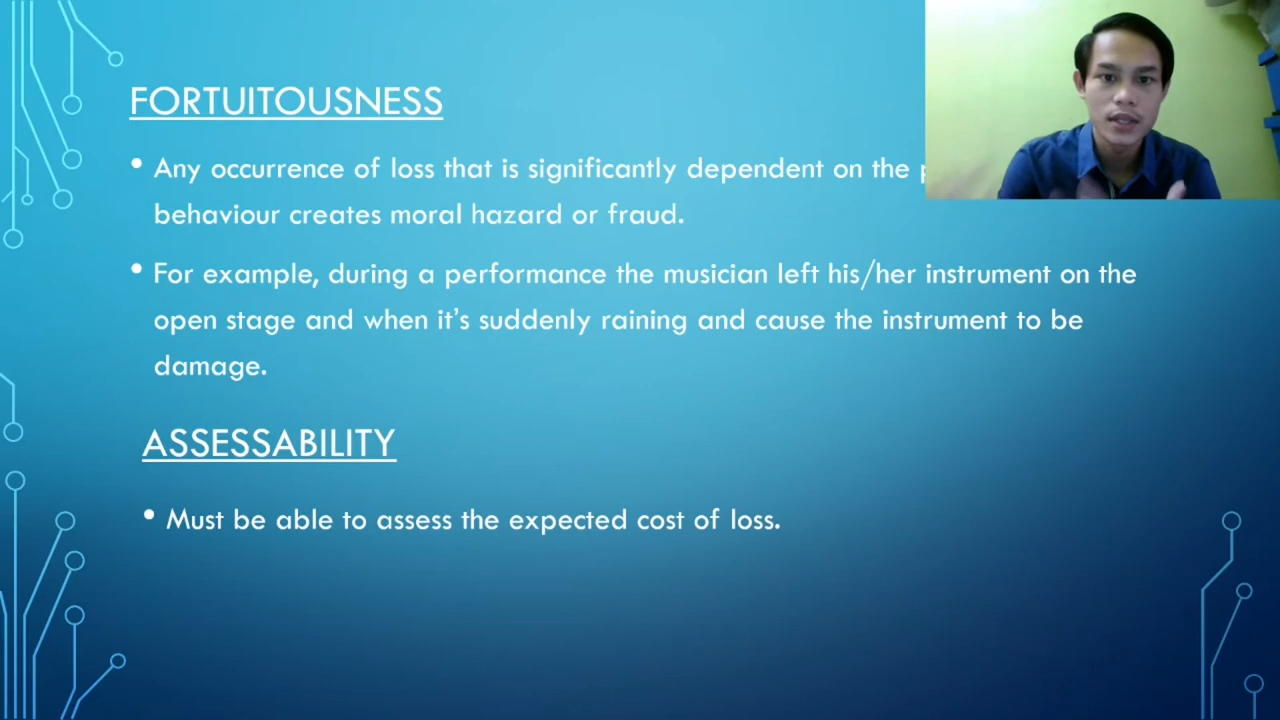 FORTUITOUSNESS
• Any occurrence of loss that is significantly dependent on the
behaviour creates moral hazard or fraud.
• For example, during a performance the musician left his/her instrument on the
open stage and when it's suddenly raining and cause the instrument to be
damage.
ASSESSABILITY
• Must be able to assess the expected cost of loss.